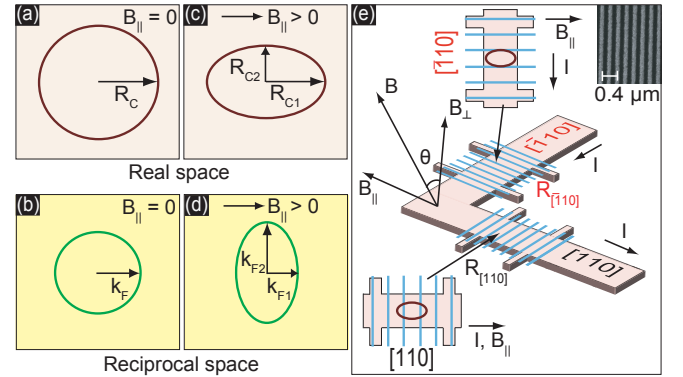 (a) B∥ = 0
R_C
(c) B∥ > 0
R_C2
R_C1
Real space
(b) B∥ = 0
k_F
(d) B∥ > 0
k_F2
k_F1
Reciprocal space
(e)
[1̄10]
B∥
I
0.4 µm
B
B⊥
θ
B∥
[1̄10]
I
R_[1̄10]
I
[110]
R_[110]
I, B∥
[110]